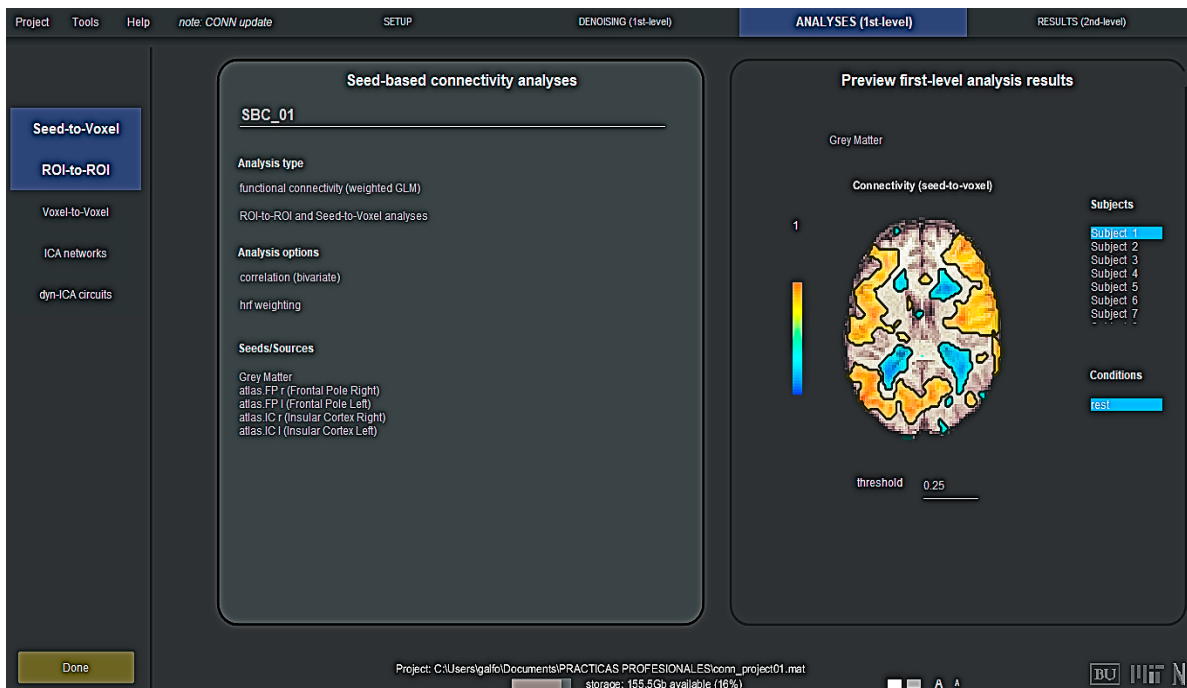 Project Tools Help note: CONN update SETUP DENOISING (1st-level) ANALYSES (1st-level) RESULTS (2nd-level)
Seed-to-Voxel
ROI-to-ROI
Voxel-to-Voxel
ICA networks
dyn-ICA circuits
Done
Seed-based connectivity analyses
SBC_01
Analysis type
functional connectivity (weighted GLM)
ROI-to-ROI and Seed-to-Voxel analyses
Analysis options
correlation (bivariate)
hrf weighting
Seeds/Sources
Grey Matter
atlas.FP r (Frontal Pole Right)
atlas.FP l (Frontal Pole Left)
atlas.IC r (Insular Cortex Right)
atlas.IC l (Insular Cortex Left)
Preview first-level analysis results
Grey Matter
Connectivity (seed-to-voxel)
1
threshold 0.25
Subjects
Subject 1
Subject 2
Subject 3
Subject 4
Subject 5
Subject 6
Subject 7
Conditions
rest
Project: C:\Users\galfo\Documents\PRACTICAS PROFESIONALES\conn_project01.mat
storage: 155.5Gb available (16%)
A A
BU MIT N